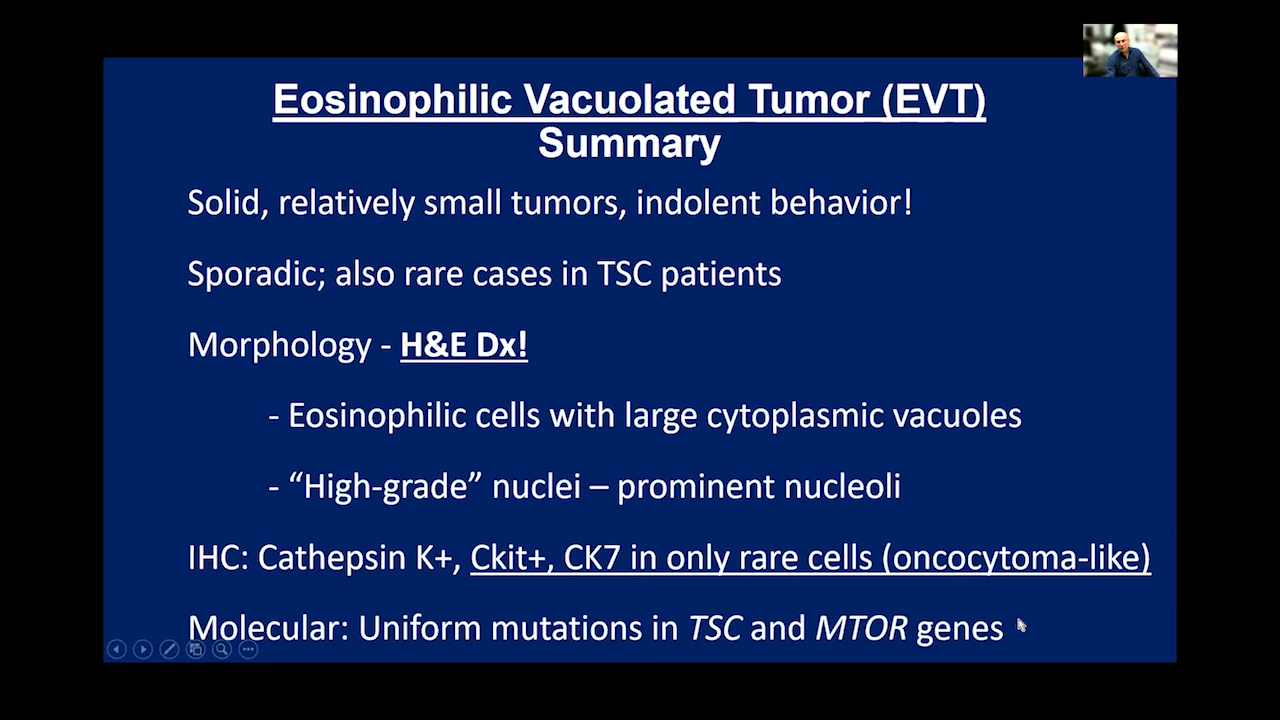 Eosinophilic Vacuolated Tumor (EVT)
Summary
Solid, relatively small tumors, indolent behavior!
Sporadic; also rare cases in TSC patients
Morphology - H&E Dx!
- Eosinophilic cells with large cytoplasmic vacuoles
- “High-grade” nuclei – prominent nucleoli
IHC: Cathepsin K+, Ckit+, CK7 in only rare cells (oncocytoma-like)
Molecular: Uniform mutations in TSC and MTOR genes